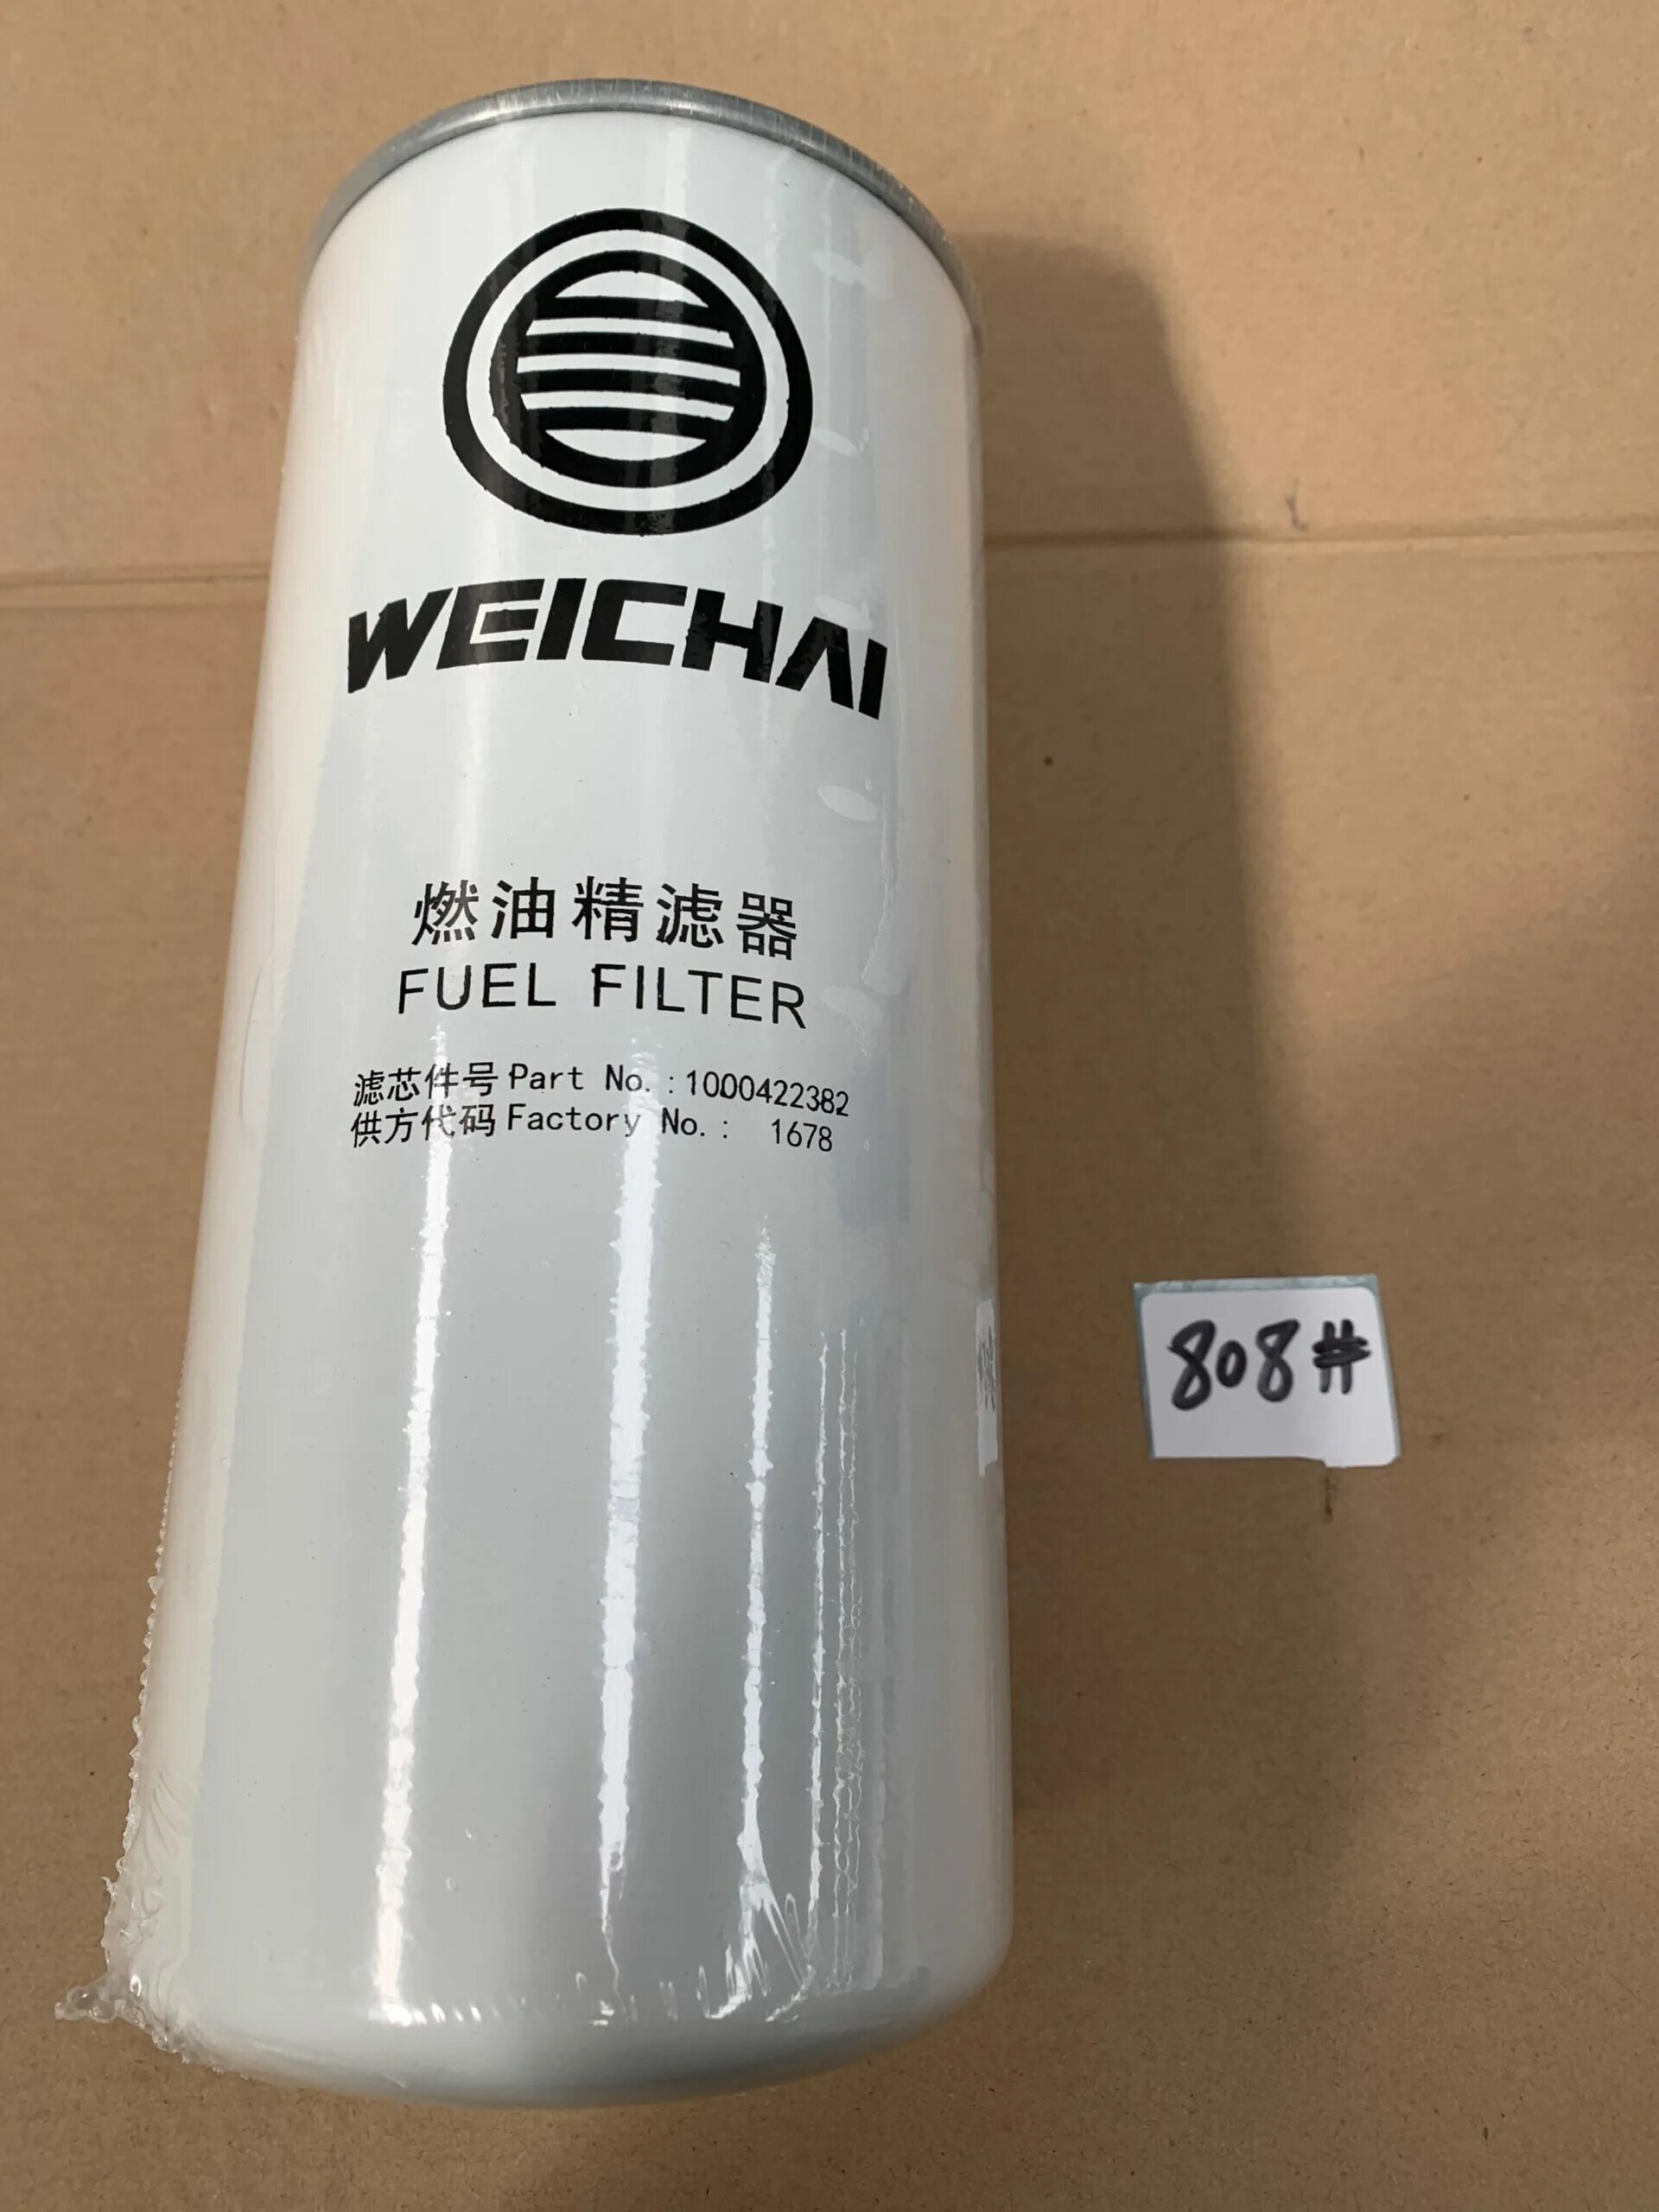 WEICHAI
燃油精滤器
FUEL FILTER
滤芯件号 Part No.:1000422382
供方代码 Factory No.: 1678
808#